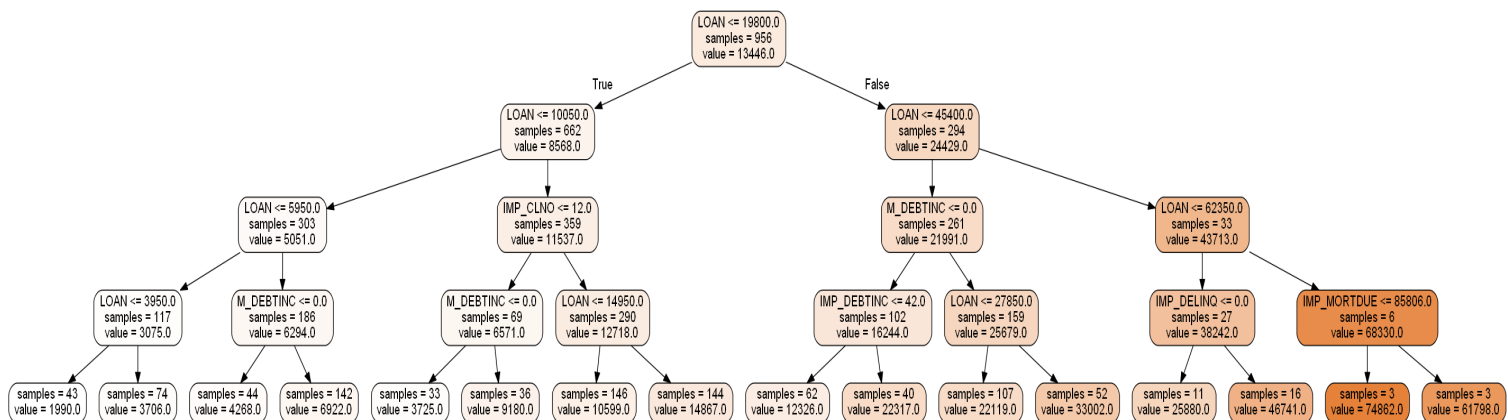 LOAN <= 19800.0
samples = 956
value = 13446.0
True
False
LOAN <= 10050.0
samples = 662
value = 8568.0
LOAN <= 45400.0
samples = 294
value = 24429.0
LOAN <= 5950.0
samples = 303
value = 5051.0
IMP_CLNO <= 12.0
samples = 359
value = 11537.0
M_DEBTINC <= 0.0
samples = 261
value = 21991.0
LOAN <= 62350.0
samples = 33
value = 43713.0
LOAN <= 3950.0
samples = 117
value = 3075.0
M_DEBTINC <= 0.0
samples = 186
value = 6294.0
M_DEBTINC <= 0.0
samples = 69
value = 6571.0
LOAN <= 14950.0
samples = 290
value = 12718.0
IMP_DEBTINC <= 42.0
samples = 102
value = 16244.0
LOAN <= 27850.0
samples = 159
value = 25679.0
IMP_DELINQ <= 0.0
samples = 27
value = 38242.0
IMP_MORTDUE <= 85806.0
samples = 6
value = 68330.0
samples = 43
value = 1990.0
samples = 74
value = 3706.0
samples = 44
value = 4268.0
samples = 142
value = 6922.0
samples = 33
value = 3725.0
samples = 36
value = 9180.0
samples = 146
value = 10599.0
samples = 144
value = 14867.0
samples = 62
value = 12326.0
samples = 40
value = 22317.0
samples = 107
value = 22119.0
samples = 52
value = 33002.0
samples = 11
value = 25880.0
samples = 16
value = 46741.0
samples = 3
value = 74862.0
samples = 3
value = 61798.0